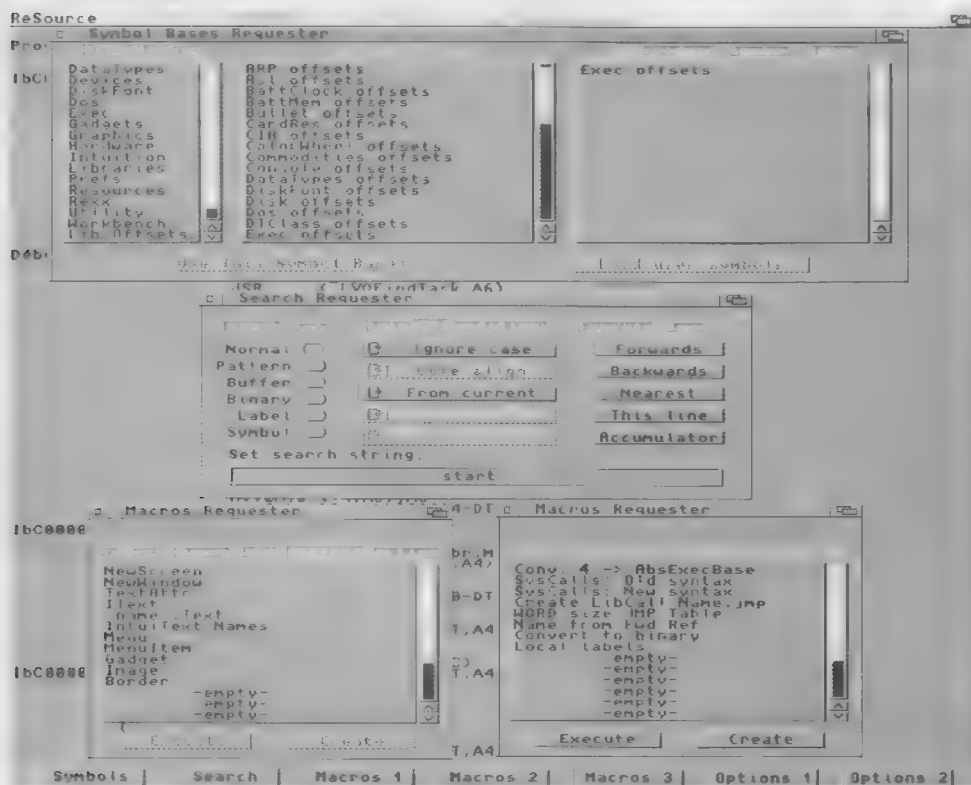 ReSource
Symbol Bases Requester
DataTypes
Devices
DiskFont
Dos
Exec
Gadgets
Graphics
Hardware
Intuition
Libraries
Prefs
Resources
Rexx
Utility
Workbench
Lib Offsets
ARP offsets
Asl offsets
BattClock offsets
BattMem offsets
Bullet offsets
CardRes offsets
CIA offsets
ColorWheel offsets
Commodities offsets
Console offsets
DataTypes offsets
DiskFont offsets
Disk offsets
Dos offsets
DTClass offsets
Exec offsets
Exec offsets
Search Requester
Normal
Pattern
Buffer
Binary
Label
Symbol
Ignore case
From current
Forwards
Backwards
Nearest
This line
Accumulator
Set search string.
start
Macros Requester
NewScreen
NewWindow
TextAttr
IText
IntuiText Names
Menu
MenuItem
Gadget
Image
Border
-empty-
-empty-
-empty-
Execute
Create
Macros Requester
Conv. 4 -> AbsExecBase
SysCalls: Old syntax
SysCalls: New syntax
Create LibCall_Name.jmp
WORD size JMP Table
Name from Fwd Ref
Convert to binary
Local labels
-empty-
-empty-
-empty-
-empty-
-empty-
-empty-
Execute
Create
Symbols
Search
Macros 1
Macros 2
Macros 3
Options 1
Options 2